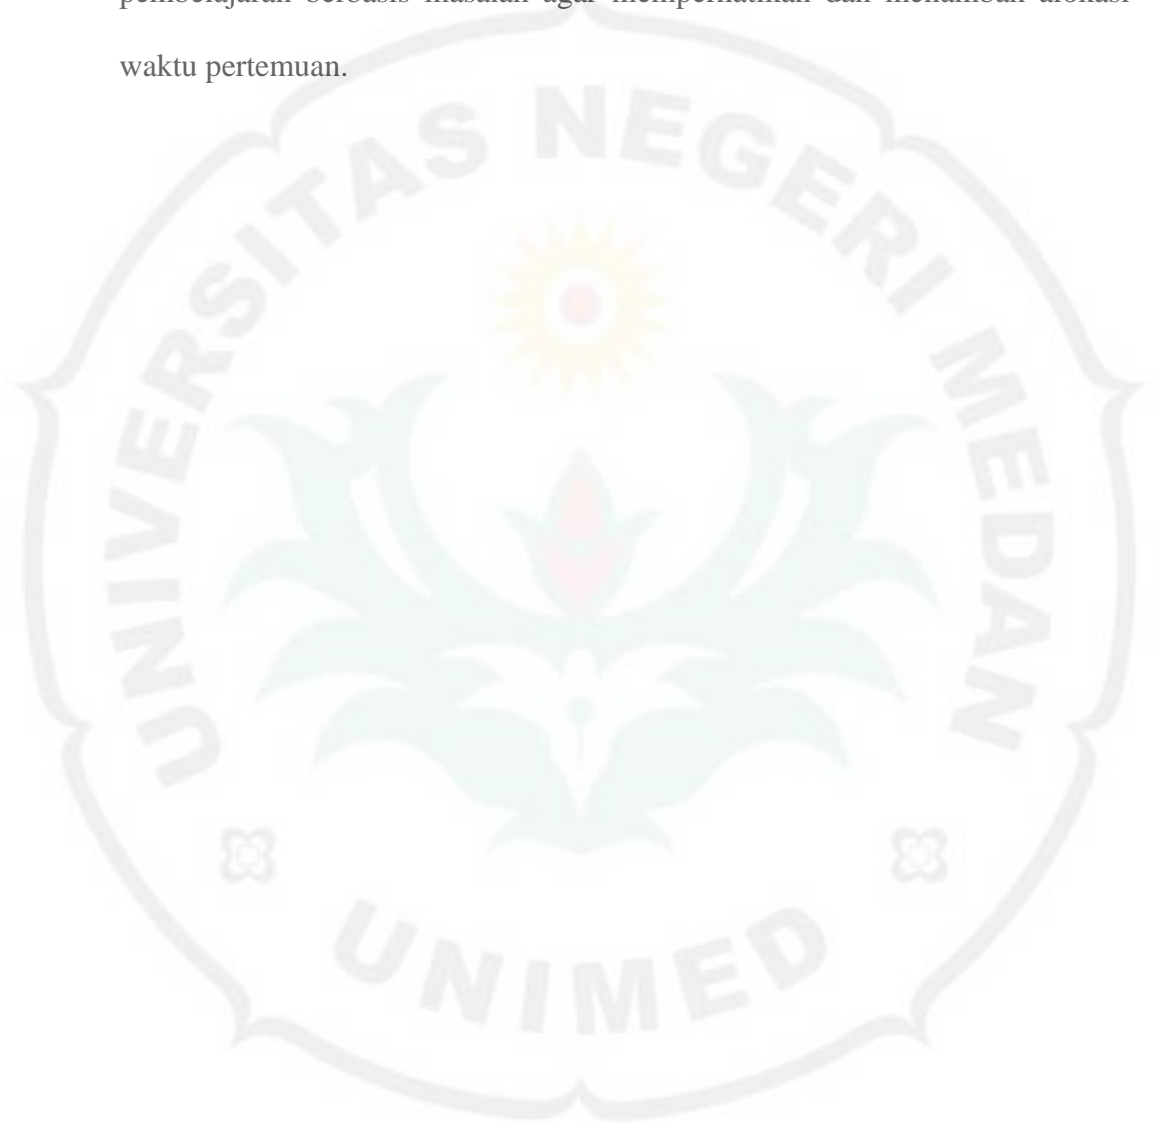 pembelajaran berbasis masalah agar memperhatikan dan menambah alokasi
waktu pertemuan.
UNIVERSITAS NEGERI MEDAN
UNIMED